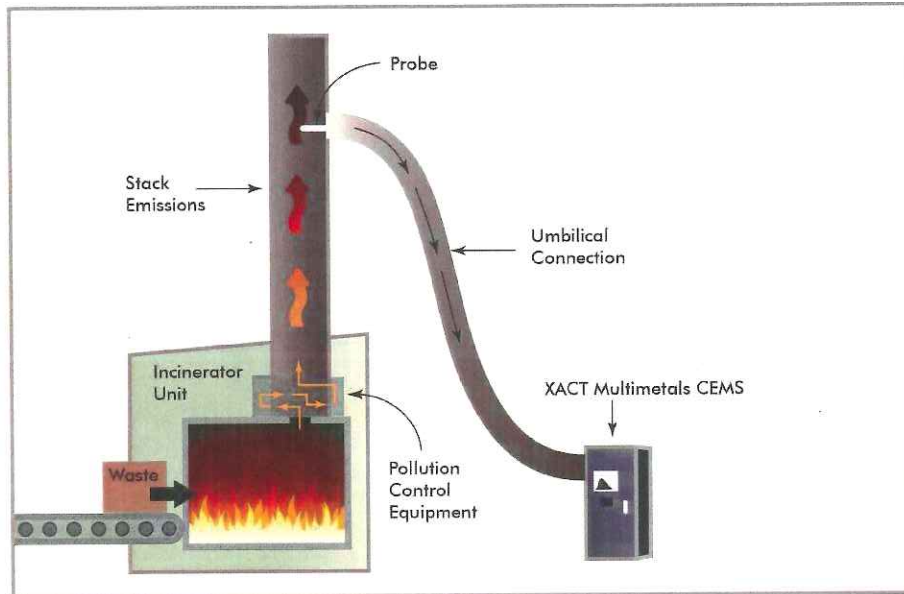 Probe
Stack
Emissions
Umbilical
Connection
Incinerator
Unit
XACT Multimetals CEMS
Waste
Pollution
Control
Equipment